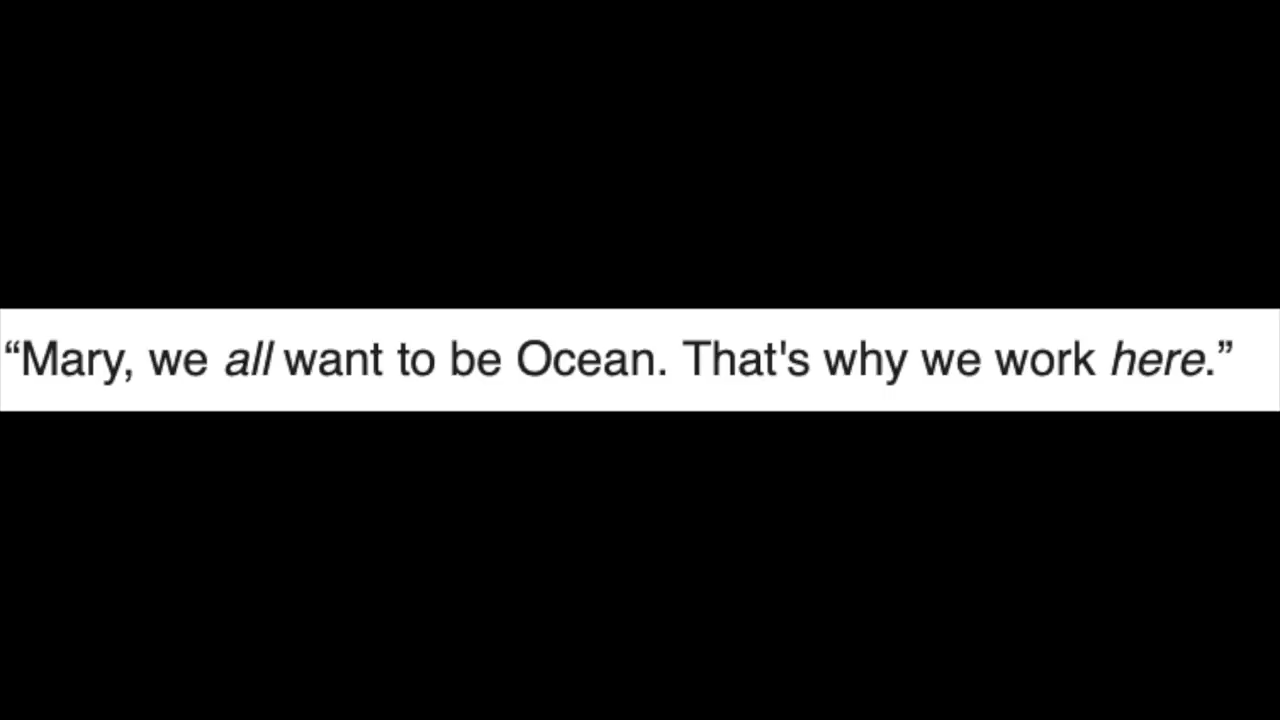 “Mary, we all want to be Ocean. That's why we work here.”